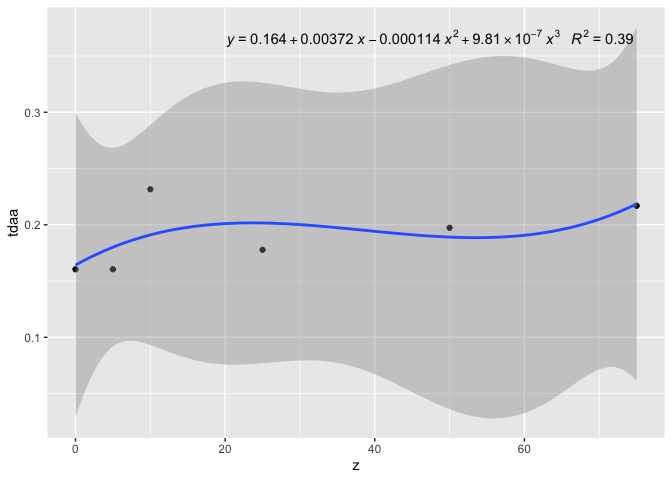 y = 0.164 + 0.00372 x − 0.000114 x² + 9.81 × 10⁻⁷ x³ R² = 0.39
0.3
0.2
0.1
tdaa
0 20 40 60
z